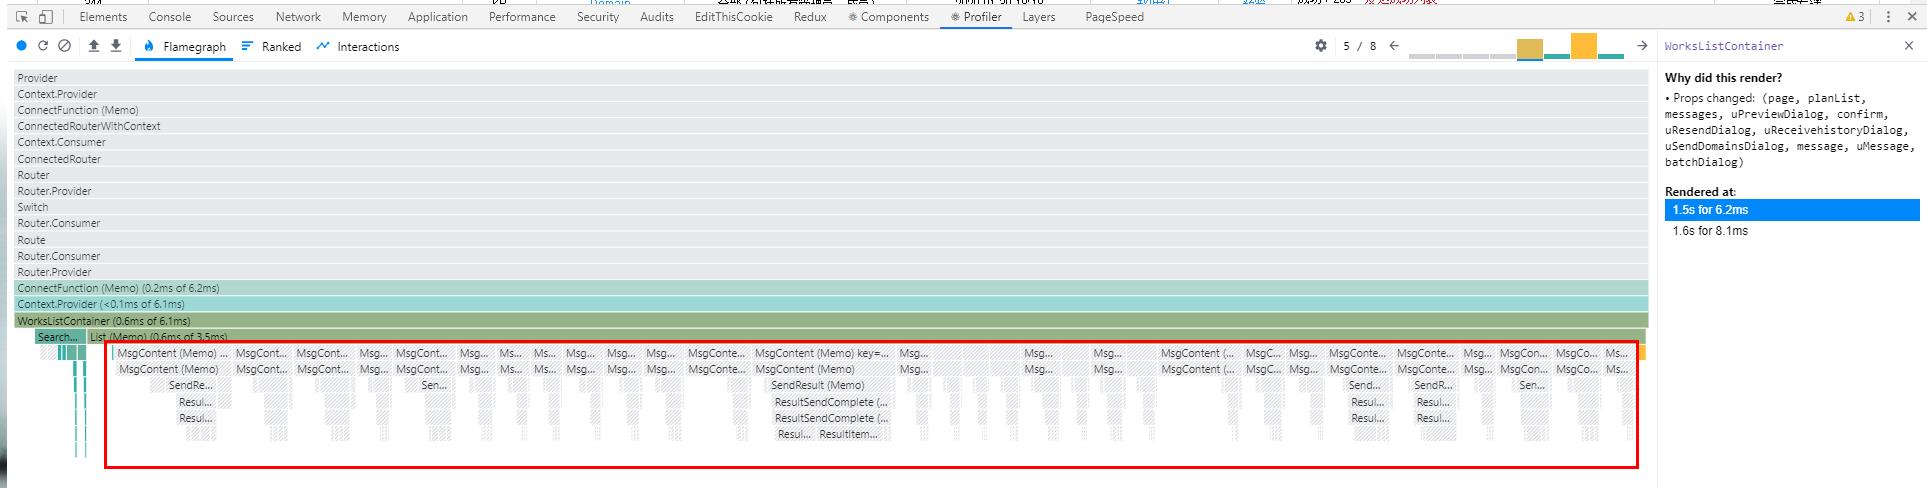 344
KR
Domain
2020.01.20 18:18
Elements Console Sources Network Memory Application Performance Security Audits EditThisCookie Redux Components Profiler Layers PageSpeed 3
Flamegraph Ranked Interactions 5 / 8
WorksListContainer
Why did this render?
• Props changed: (page, planList,
messages, uPreviewDialog, confirm,
uResendDialog, uReceivehistoryDialog,
uSendDomainsDialog, message, uMessage,
batchDialog)
Rendered at:
1.5s for 6.2ms
1.6s for 8.1ms
Provider
Context.Provider
ConnectFunction (Memo)
ConnectedRouterWithContext
Context.Consumer
ConnectedRouter
Router
Router.Provider
Switch
Router.Consumer
Route
Router.Consumer
Router.Provider
ConnectFunction (Memo) (0.2ms of 6.2ms)
Context.Provider (<0.1ms of 6.1ms)
WorksListContainer (0.6ms of 6.1ms)
Search... List (Memo) (0.6ms of 3.5ms)
MsgContent (Memo) ... MsgCont... MsgCont... Msg... MsgCont... Msg... Ms... Ms... Msg... Msg... Msg... MsgConte... MsgContent (Memo) key=... Msg... Msg... Msg... MsgContent (... MsgC... Msg... MsgConte... MsgConte... Msg... MsgCon... MsgCo... Ms...
MsgContent (Memo) MsgCont... MsgCont... Msg... MsgCont... Msg... Ms... Ms... Msg... Msg... Msg... MsgConte... MsgContent (Memo) Msg... Msg... Msg... MsgContent (... MsgC... Msg... MsgConte... MsgConte... Msg... MsgCon... MsgCo... Ms...
SendRe... Sen... SendResult (Memo) Send... SendR... Sen...
Resul... ResultSendComplete (... Resul... Resul...
Resul... ResultSendComplete (... Resul... Resul...
Resul... ResultItem...